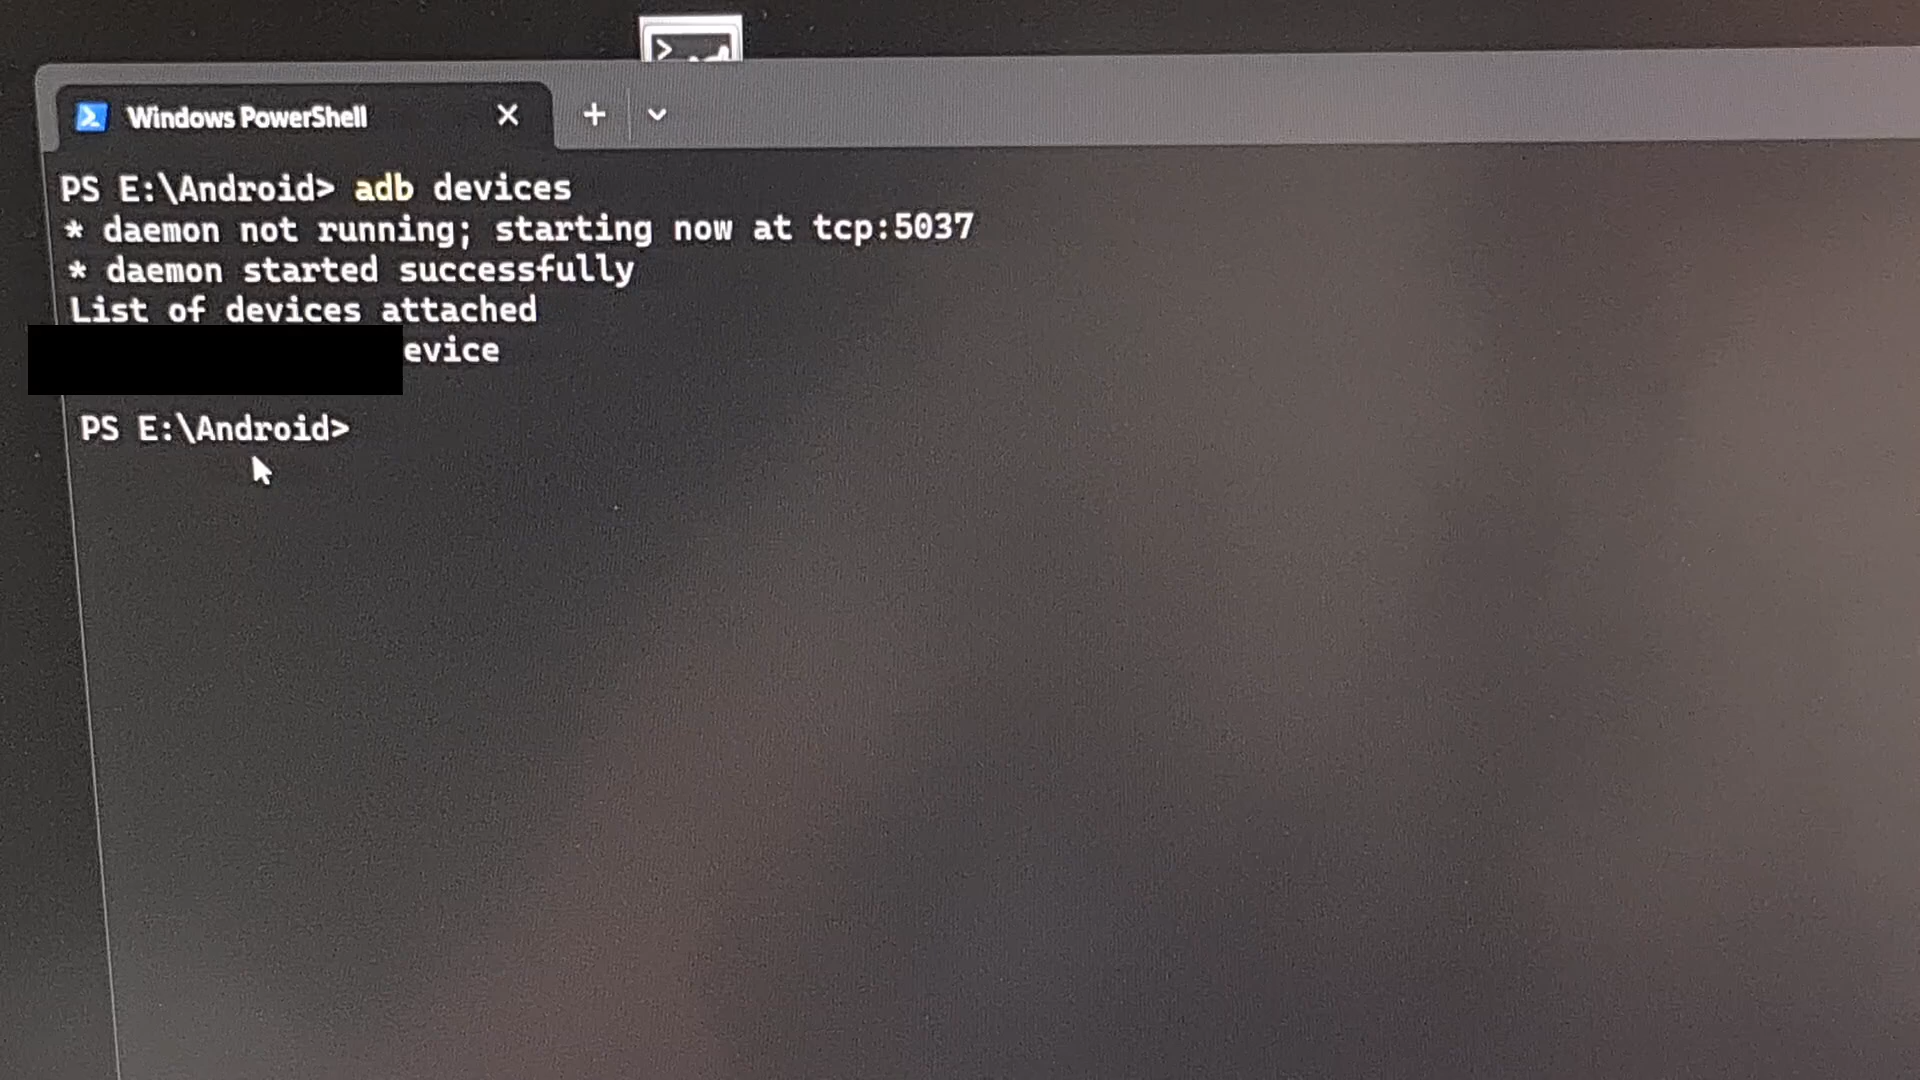 Windows PowerShell
PS E:\Android> adb devices
* daemon not running; starting now at tcp:5037
* daemon started successfully
List of devices attached
evice
PS E:\Android>